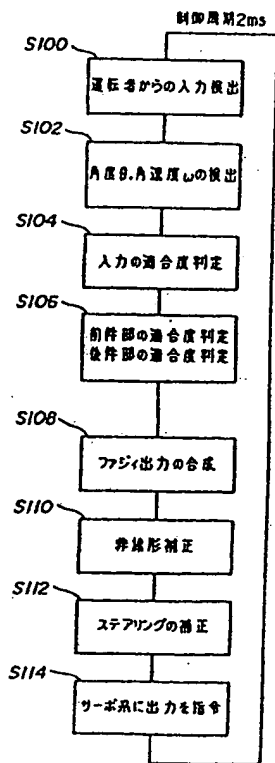 制御周期2ms
S100
運転者からの入力検出
S102
角度θ,角速度ωの検出
S104
入力の適合度判定
S106
前件部の適合度判定
後件部の適合度判定
S108
ファジィ出力の合成
S110
非線形補正
S112
ステアリングの補正
S114
サーボ系に出力を指令